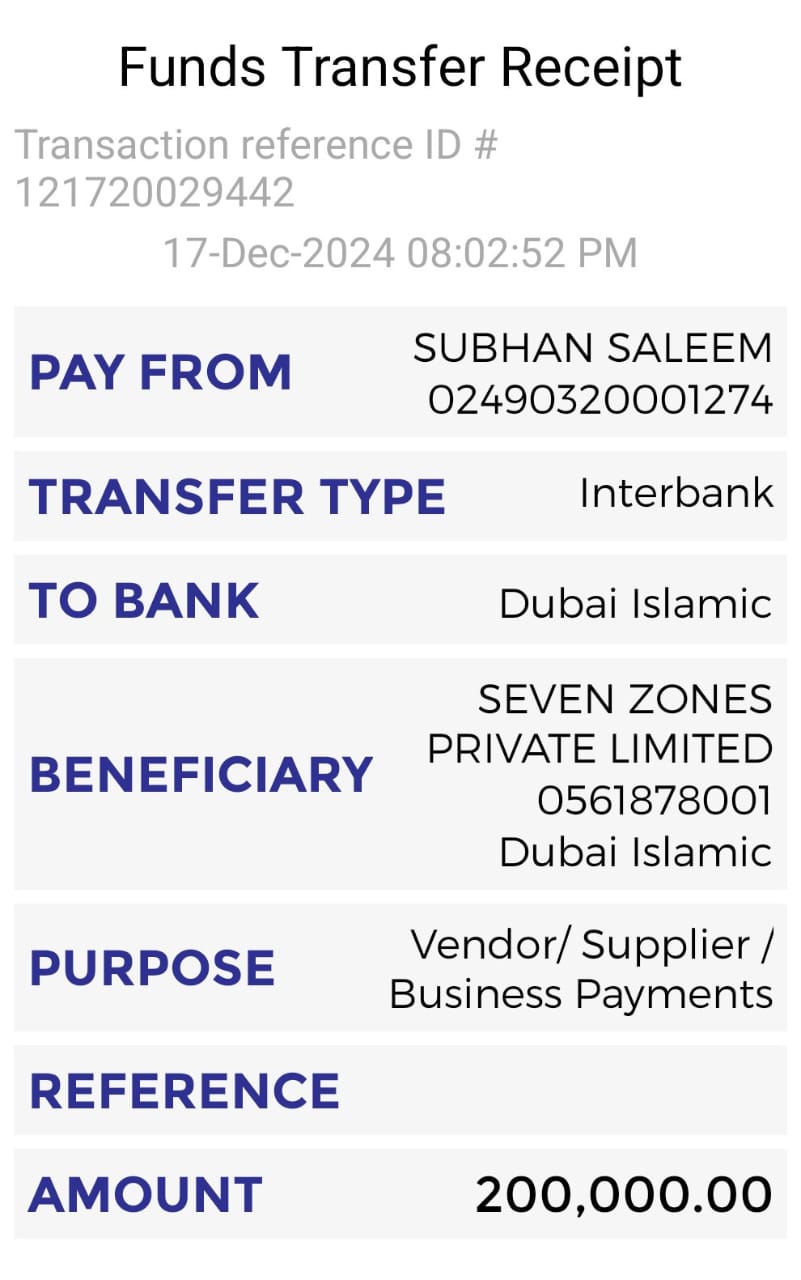 Funds Transfer Receipt
Transaction reference ID #
121720029442
17-Dec-2024 08:02:52 PM
PAY FROM
SUBHAN SALEEM
02490320001274
TRANSFER TYPE
Interbank
TO BANK
Dubai Islamic
BENEFICIARY
SEVEN ZONES
PRIVATE LIMITED
0561878001
Dubai Islamic
PURPOSE
Vendor/ Supplier /
Business Payments
REFERENCE
AMOUNT
200,000.00